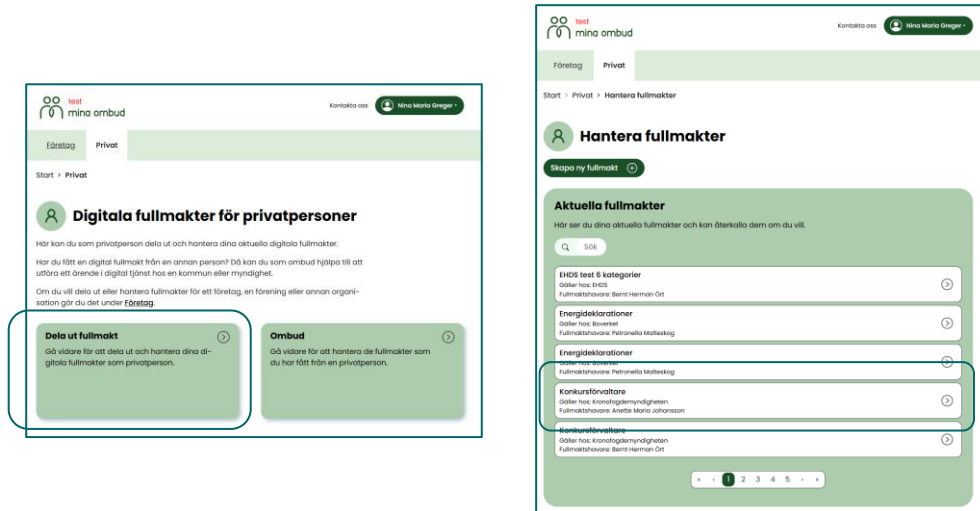 test
mina ombud
Kontakta oss
Nina Maria Greger
Företag
Privat
Start > Privat
Digitala fullmakter för privatpersoner
Här kan du som privatperson dela ut och hantera dina aktuella digitala fullmakter.
Har du fått en digital fullmakt från en annan person? Då kan du som ombud hjälpa till att
utföra ett ärende i digital tjänst hos en kommun eller myndighet.
Om du vill dela ut eller hantera fullmakter för ett företag, en förening eller annan organi-
sation gör du det under Företag.
Dela ut fullmakt
Gå vidare för att dela ut och hantera dina di-
gitala fullmakter som privatperson.
Ombud
Gå vidare för att hantera de fullmakter som
du har fått från en privatperson.
test
mina ombud
Kontakta oss
Nina Maria Greger
Företag
Privat
Start > Privat > Hantera fullmakter
Hantera fullmakter
Skapa ny fullmakt
Aktuella fullmakter
Här ser du dina aktuella fullmakter och kan återkalla dem om du vill.
Sök
EHDS test 6 kategorier
Gäller hos: EHDS
Fullmaktshavare: Bernt Herman Ört
Energideklarationer
Gäller hos: Boverket
Fullmaktshavare: Petronella Malteskog
Energideklarationer
Gäller hos: Boverket
Fullmaktshavare: Petronella Malteskog
Konkursförvaltare
Gäller hos: Kronofogdemyndigheten
Fullmaktshavare: Anette Maria Johansson
Konkursförvaltare
Gäller hos: Kronofogdemyndigheten
Fullmaktshavare: Bernt Herman Ört
« ‹ 1 2 3 4 5 › »